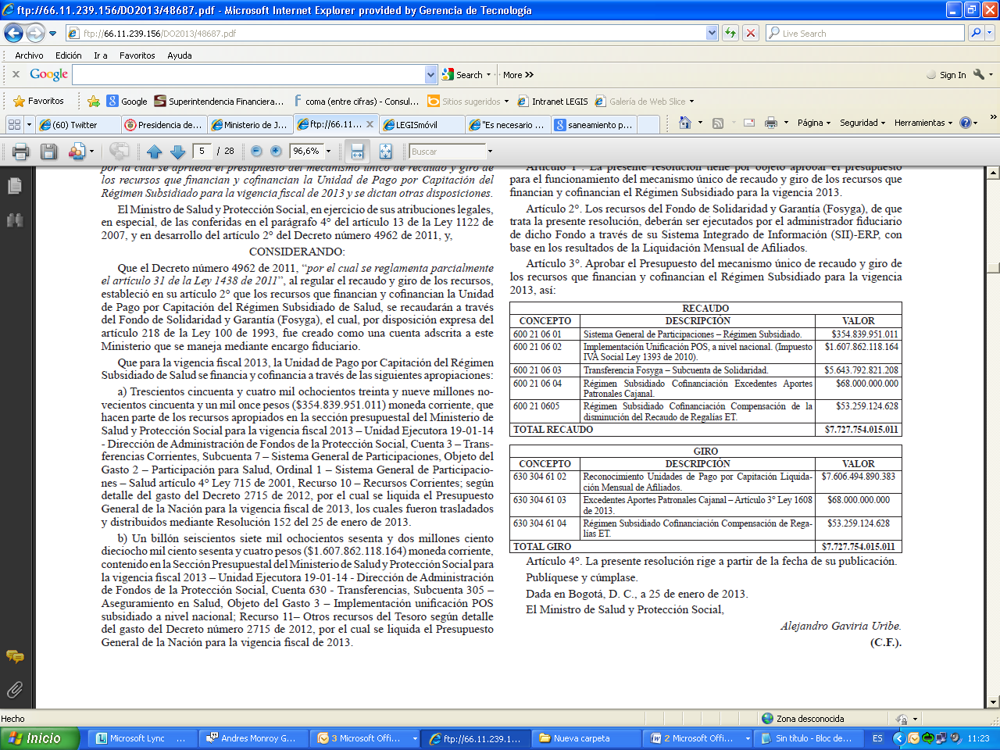 ftp://66.11.239.156/DO2013/48687.pdf - Microsoft Internet Explorer provided by Gerencia de Tecnología
ftp://66.11.239.156/DO2013/48687.pdf
Live Search
Archivo Edición Ir a Favoritos Ayuda
x Google Search More »» Sign In
Favoritos Google Superintendencia Financiera... coma (entre cifras) - Consul... Sitios sugeridos Intranet LEGIS Galería de Web Slice
(60) Twitter Presidencia de... Ministerio de J... ftp://66.11.... X LEGISmóvil "Es necesario ... saneamiento p... Página Seguridad Herramientas
5 / 28 96,6% Buscar
por la cual se aprueba el presupuesto del mecanismo único de recaudo y giro de
los recursos que financian y cofinancian la Unidad de Pago por Capitación del
Régimen Subsidiado para la vigencia fiscal de 2013 y se dictan otras disposiciones.
El Ministro de Salud y Protección Social, en ejercicio de sus atribuciones legales,
en especial, de las conferidas en el parágrafo 4° del artículo 13 de la Ley 1122 de
2007, y en desarrollo del artículo 2° del Decreto número 4962 de 2011, y,
CONSIDERANDO:
Que el Decreto número 4962 de 2011, “por el cual se reglamenta parcialmente
el artículo 31 de la Ley 1438 de 2011”, al regular el recaudo y giro de los recursos,
estableció en su artículo 2° que los recursos que financian y cofinancian la Unidad
de Pago por Capitación del Régimen Subsidiado de Salud, se recaudarán a través
del Fondo de Solidaridad y Garantía (Fosyga), el cual, por disposición expresa del
artículo 218 de la Ley 100 de 1993, fue creado como una cuenta adscrita a este
Ministerio que se maneja mediante encargo fiduciario.
Que para la vigencia fiscal 2013, la Unidad de Pago por Capitación del Régimen
Subsidiado de Salud se financia y cofinancia a través de las siguientes apropiaciones:
a) Trescientos cincuenta y cuatro mil ochocientos treinta y nueve millones no-
vecientos cincuenta y un mil once pesos ($354.839.951.011) moneda corriente, que
hacen parte de los recursos apropiados en la sección presupuestal del Ministerio de
Salud y Protección Social para la vigencia fiscal 2013 – Unidad Ejecutora 19-01-14
- Dirección de Administración de Fondos de la Protección Social, Cuenta 3 – Trans-
ferencias Corrientes, Subcuenta 7 – Sistema General de Participaciones, Objeto del
Gasto 2 – Participación para Salud, Ordinal 1 – Sistema General de Participacio-
nes – Salud artículo 4° Ley 715 de 2001, Recurso 10 – Recursos Corrientes; según
detalle del gasto del Decreto 2715 de 2012, por el cual se liquida el Presupuesto
General de la Nación para la vigencia fiscal de 2013, los cuales fueron trasladados
y distribuidos mediante Resolución 152 del 25 de enero de 2013.
b) Un billón seiscientos siete mil ochocientos sesenta y dos millones ciento
dieciocho mil ciento sesenta y cuatro pesos ($1.607.862.118.164) moneda corriente,
contenido en la Sección Presupuestal del Ministerio de Salud y Protección Social para
la vigencia fiscal 2013 – Unidad Ejecutora 19-01-14 - Dirección de Administración
de Fondos de la Protección Social, Cuenta 630 - Transferencias, Subcuenta 305 –
Aseguramiento en Salud, Objeto del Gasto 3 – Implementación unificación POS
subsidiado a nivel nacional; Recurso 11– Otros recursos del Tesoro según detalle
del gasto del Decreto número 2715 de 2012, por el cual se liquida el Presupuesto
General de la Nación para la vigencia fiscal de 2013.
Artículo 1°. La presente resolución tiene por objeto aprobar el presupuesto
para el funcionamiento del mecanismo único de recaudo y giro de los recursos que
financian y cofinancian el Régimen Subsidiado para la vigencia 2013.
Artículo 2°. Los recursos del Fondo de Solidaridad y Garantía (Fosyga), de que
trata la presente resolución, deberán ser ejecutados por el administrador fiduciario
de dicho Fondo a través de su Sistema Integrado de Información (SII)-ERP, con
base en los resultados de la Liquidación Mensual de Afiliados.
Artículo 3°. Aprobar el Presupuesto del mecanismo único de recaudo y giro de
los recursos que financian y cofinancian el Régimen Subsidiado para la vigencia
2013, así:
RECAUDO
CONCEPTO DESCRIPCIÓN VALOR
600 21 06 01 Sistema General de Participaciones – Régimen Subsidiado. $354.839.951.011
600 21 06 02 Implementación Unificación POS, a nivel nacional. (Impuesto $1.607.862.118.164
IVA Social Ley 1393 de 2010).
600 21 06 03 Transferencia Fosyga – Subcuenta de Solidaridad. $5.643.792.821.208
600 21 06 04 Régimen Subsidiado Cofinanciación Excedentes Aportes $68.000.000.000
Patronales Cajanal.
600 21 0605 Régimen Subsidiado Cofinanciación Compensación de la $53.259.124.628
disminución del Recaudo de Regalías ET.
TOTAL RECAUDO $7.727.754.015.011
GIRO
CONCEPTO DESCRIPCIÓN VALOR
630 304 61 02 Reconocimiento Unidades de Pago por Capitación Liquida- $7.606.494.890.383
ción Mensual de Afiliados.
630 304 61 03 Excedentes Aportes Patronales Cajanal – Artículo 3° Ley 1608 $68.000.000.000
de 2013.
630 304 61 04 Régimen Subsidiado Cofinanciación Compensación de Rega- $53.259.124.628
lías ET.
TOTAL GIRO $7.727.754.015.011
Artículo 4°. La presente resolución rige a partir de la fecha de su publicación.
Publíquese y cúmplase.
Dada en Bogotá, D. C., a 25 de enero de 2013.
El Ministro de Salud y Protección Social,
Alejandro Gaviria Uribe.
(C.F.).
Hecho Zona desconocida
Inicio Microsoft Lync ... Andres Monroy G... 3 Microsoft Offi... ftp://66.11.239.1... Nueva carpeta 2 Microsoft Offi... Sin título - Bloc de... ES 11:23